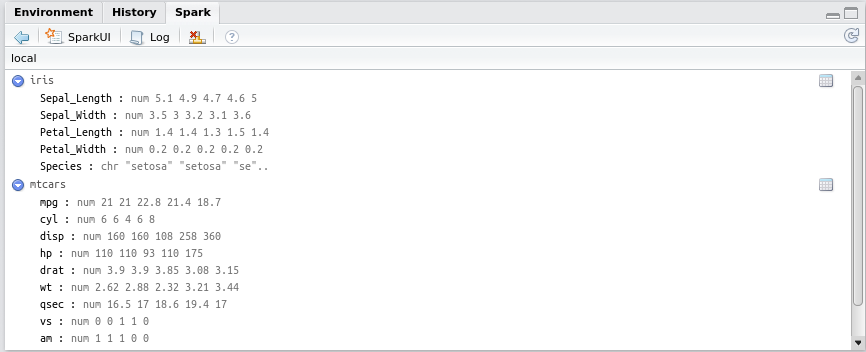 Environment History Spark
SparkUI Log ?
local
iris
Sepal_Length : num 5.1 4.9 4.7 4.6 5
Sepal_Width : num 3.5 3 3.2 3.1 3.6
Petal_Length : num 1.4 1.4 1.3 1.5 1.4
Petal_Width : num 0.2 0.2 0.2 0.2 0.2
Species : chr "setosa" "setosa" "se"..
mtcars
mpg : num 21 21 22.8 21.4 18.7
cyl : num 6 6 4 6 8
disp : num 160 160 108 258 360
hp : num 110 110 93 110 175
drat : num 3.9 3.9 3.85 3.08 3.15
wt : num 2.62 2.88 2.32 3.21 3.44
qsec : num 16.5 17 18.6 19.4 17
vs : num 0 0 1 1 0
am : num 1 1 1 0 0